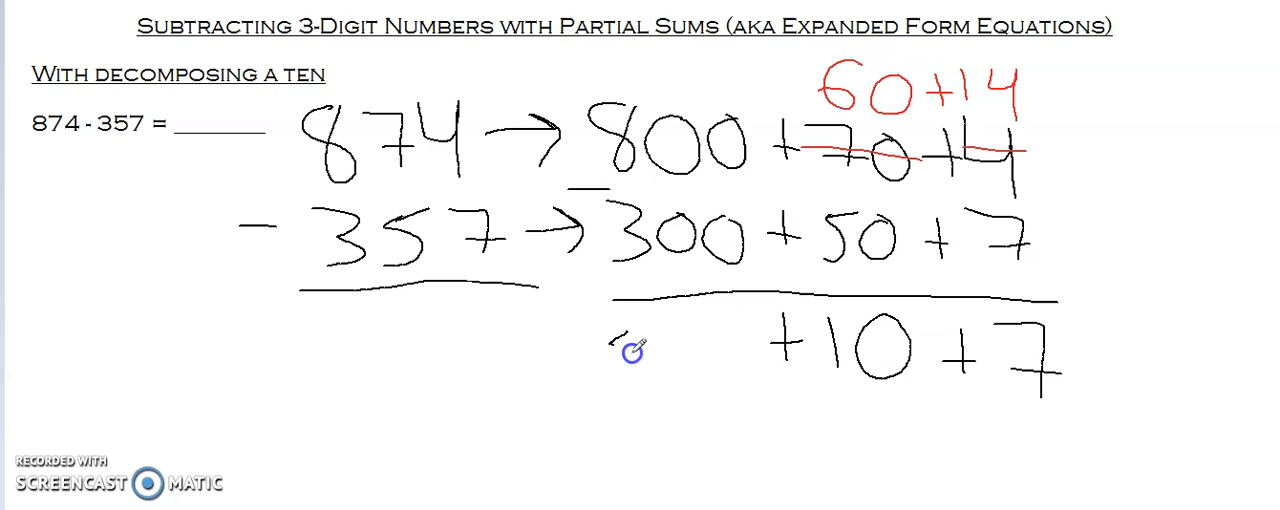 SUBTRACTING 3-DIGIT NUMBERS WITH PARTIAL SUMS (AKA EXPANDED FORM EQUATIONS)
WITH DECOMPOSING A TEN
60+14
874 - 357 = _______ 874 → 800 +70+4
- 357 → - 300 + 50 + 7
+10+7
RECORDED WITH
SCREENCAST MATIC